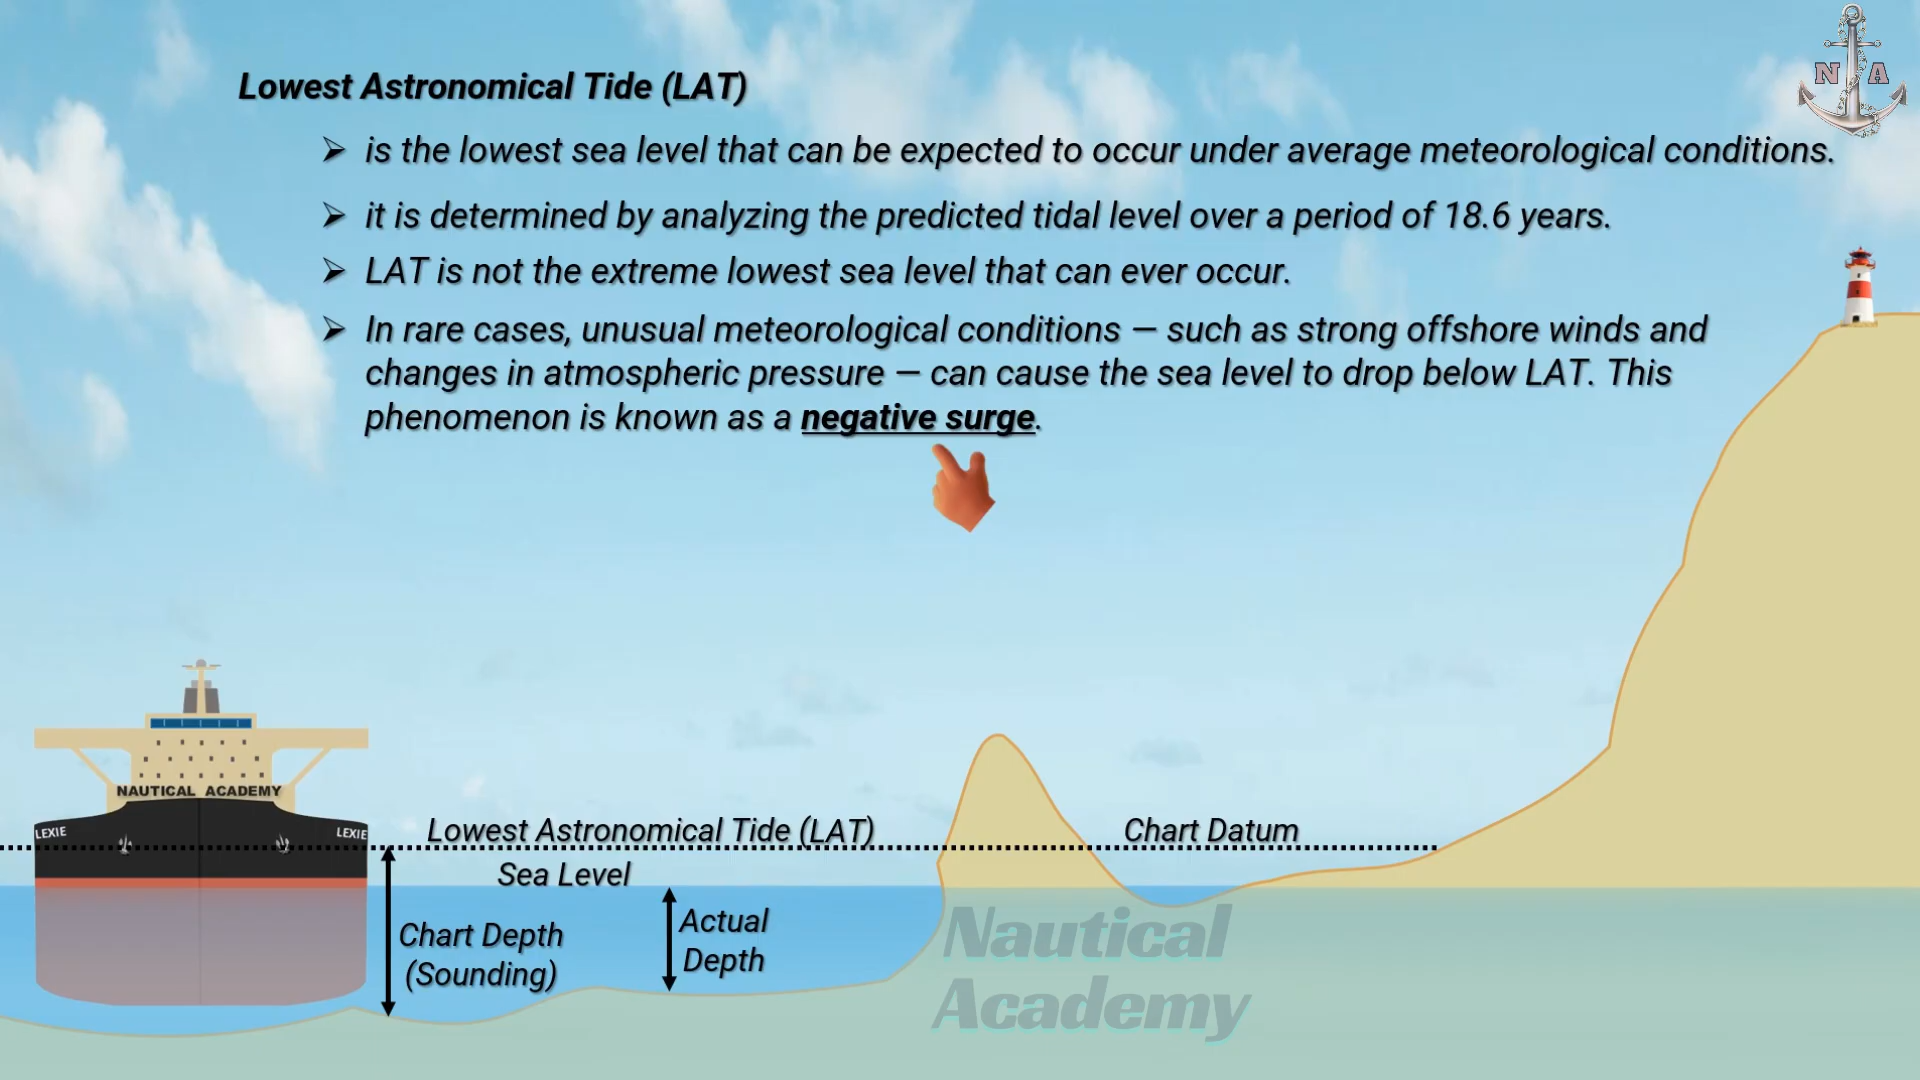 N A
Lowest Astronomical Tide (LAT)
➢ is the lowest sea level that can be expected to occur under average meteorological conditions.
➢ it is determined by analyzing the predicted tidal level over a period of 18.6 years.
➢ LAT is not the extreme lowest sea level that can ever occur.
➢ In rare cases, unusual meteorological conditions — such as strong offshore winds and
changes in atmospheric pressure — can cause the sea level to drop below LAT. This
phenomenon is known as a negative surge.
NAUTICAL ACADEMY
LEXIE LEXIE
Lowest Astronomical Tide (LAT)
Chart Datum
Sea Level
Chart Depth
(Sounding)
Actual
Depth
Nautical
Academy